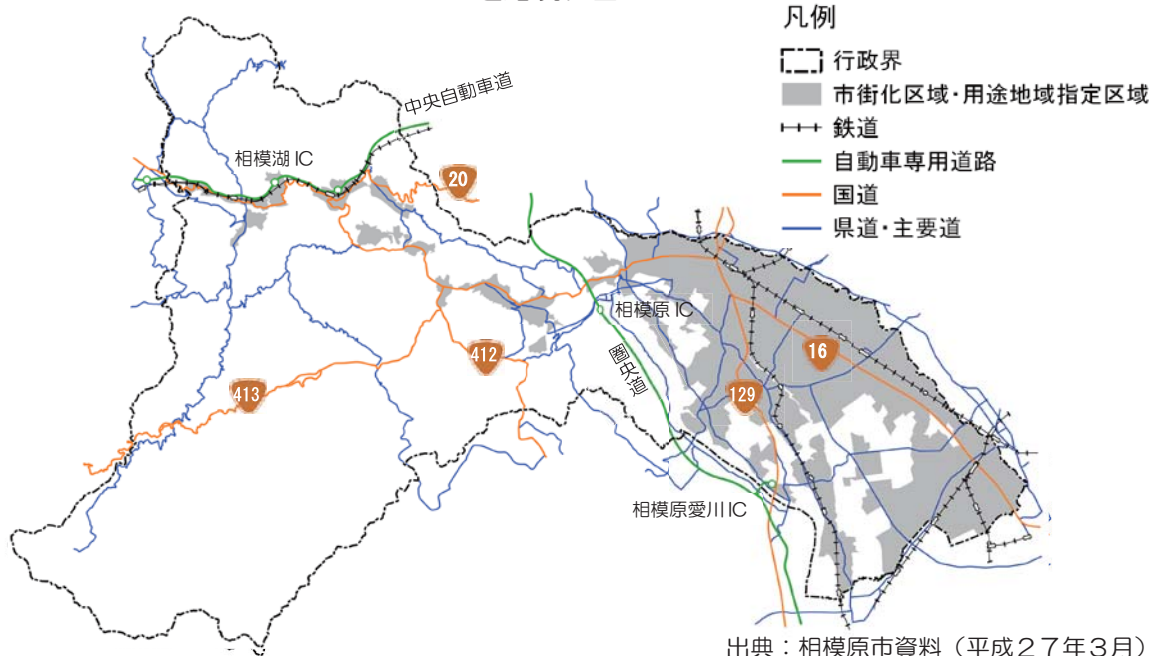 凡例
行政界
市街化区域・用途地域指定区域
鉄道
自動車専用道路
国道
県道・主要道
中央自動車道
相模湖 IC
20
相模原 IC
圏央道
412
16
413
129
相模原愛川 IC
出典：相模原市資料（平成２７年３月）